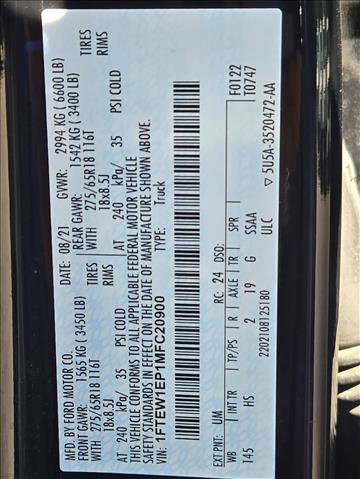 MFD. BY FORD MOTOR CO.
DATE: 08/21 GVWR: 2994 KG ( 6600 LB)
FRONT GAWR: 1565 KG (3450 LB) REAR GAWR: 1542 KG ( 3400 LB)
WITH 275/65R18 116T TIRES WITH 275/65R18 116T TIRES
18x8.5J RIMS 18x8.5J RIMS
AT 240 kPa/ 35 PSI COLD AT 240 kPa/ 35 PSI COLD
THIS VEHICLE CONFORMS TO ALL APPLICABLE FEDERAL MOTOR VEHICLE
SAFETY STANDARDS IN EFFECT ON THE DATE OF MANUFACTURE SHOWN ABOVE.
VIN: 1FTEW1EP1MFC20900 Truck
F0122
T0747
EXT PNT: UM RC: 24 DSO:
WB INT TR TP/PS R AXLE TR SPR
145 HS 2 19 G SSAA
2202108125180 ULC
▽ 5U5A-3520472-AA